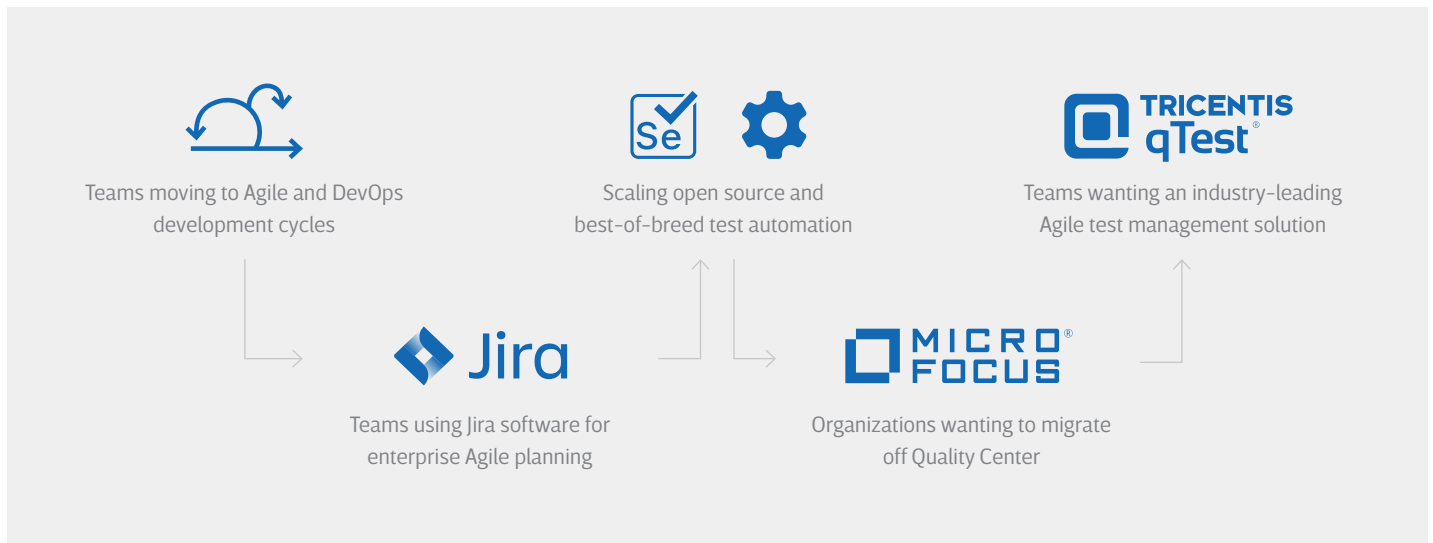 Se
TRICENTIS
qTest®
Teams moving to Agile and DevOps
development cycles
Scaling open source and
best-of-breed test automation
Teams wanting an industry-leading
Agile test management solution
Jira
MICRO®
FOCUS
Teams using Jira software for
enterprise Agile planning
Organizations wanting to migrate
off Quality Center